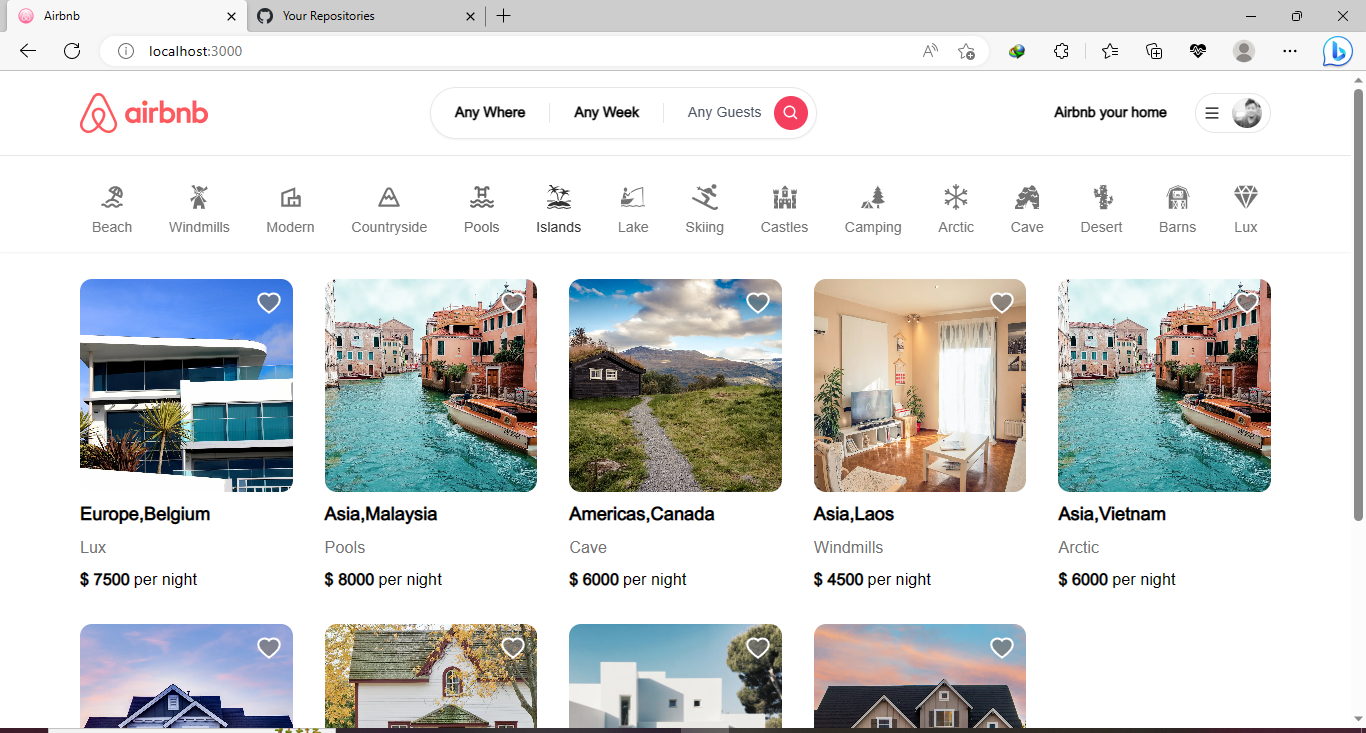 Airbnb
Your Repositories
localhost:3000
airbnb
Any Where
Any Week
Any Guests
Airbnb your home
Beach
Windmills
Modern
Countryside
Pools
Islands
Lake
Skiing
Castles
Camping
Arctic
Cave
Desert
Barns
Lux
Europe,Belgium
Asia,Malaysia
Americas,Canada
Asia,Laos
Asia,Vietnam
Lux
Pools
Cave
Windmills
Arctic
$ 7500 per night
$ 8000 per night
$ 6000 per night
$ 4500 per night
$ 6000 per night